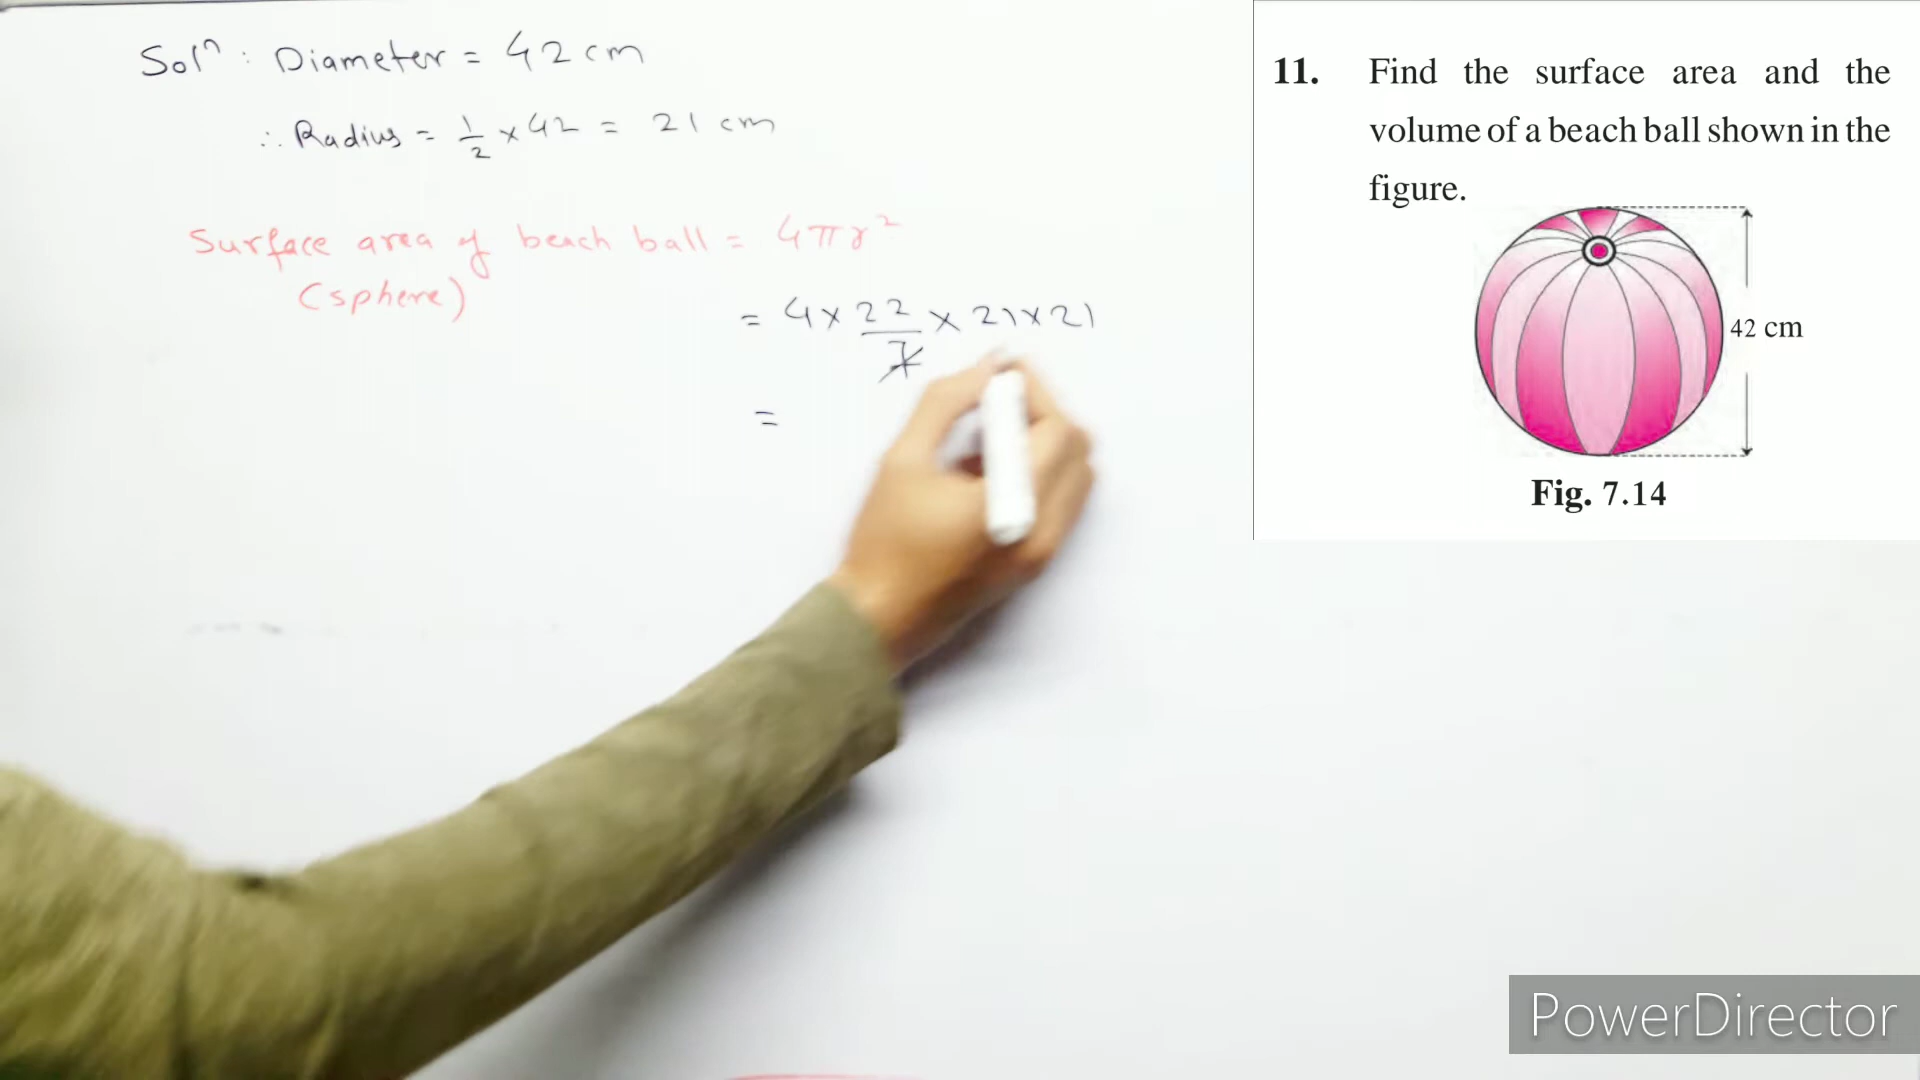 Solⁿ : Diameter = 42 cm
∴ Radius = 1/2 × 42 = 21 cm
Surface area of beach ball = 4πr²
(sphere)
= 4 × 22/7 × 21 × 21
=
11. Find the surface area and the
volume of a beach ball shown in the
figure.
42 cm
Fig. 7.14
PowerDirector